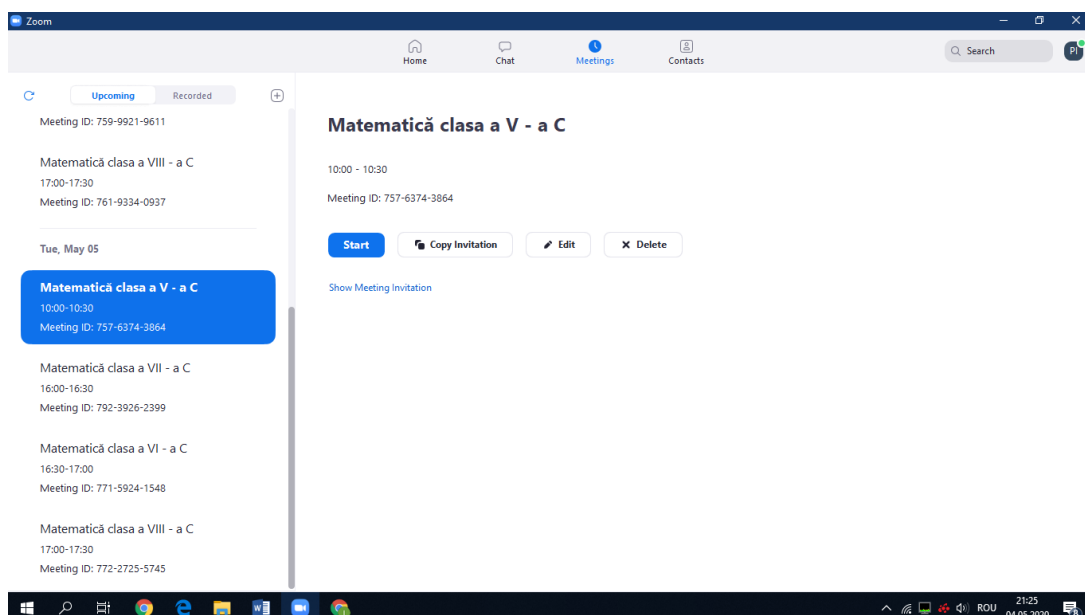 Zoom
Home
Chat
Meetings
Contacts
Search
PI
Upcoming
Recorded
Meeting ID: 759-9921-9611
Matematică clasa a VIII - a C
17:00-17:30
Meeting ID: 761-9334-0937
Tue, May 05
Matematică clasa a V - a C
10:00-10:30
Meeting ID: 757-6374-3864
Matematică clasa a VII - a C
16:00-16:30
Meeting ID: 792-3926-2399
Matematică clasa a VI - a C
16:30-17:00
Meeting ID: 771-5924-1548
Matematică clasa a VIII - a C
17:00-17:30
Meeting ID: 772-2725-5745
Matematică clasa a V - a C
10:00 - 10:30
Meeting ID: 757-6374-3864
Start
Copy Invitation
Edit
Delete
Show Meeting Invitation
ROU
21:25
04.05.2020